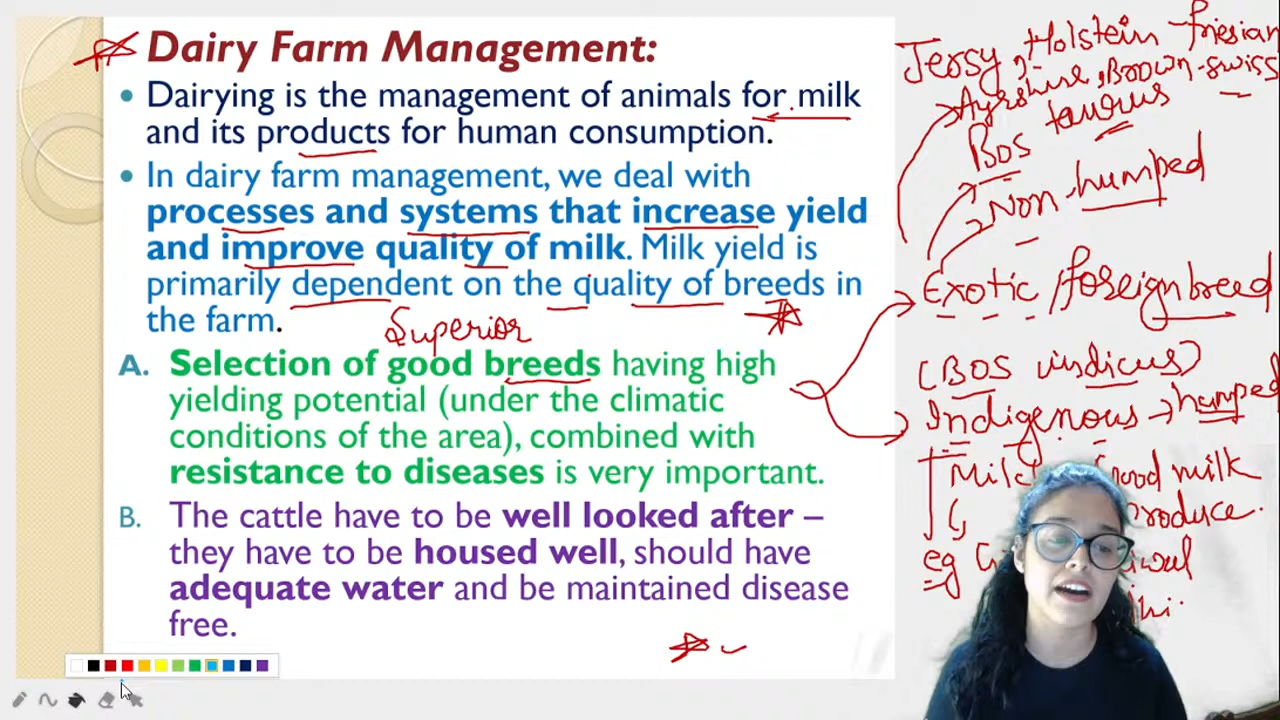 Dairy Farm Management:
• Dairying is the management of animals for milk
and its products for human consumption.
• In dairy farm management, we deal with
processes and systems that increase yield
and improve quality of milk. Milk yield is
primarily dependent on the quality of breeds in
the farm.
Superior
A. Selection of good breeds having high
yielding potential (under the climatic
conditions of the area), combined with
resistance to diseases is very important.
B. The cattle have to be well looked after –
they have to be housed well, should have
adequate water and be maintained disease
free.
Jersy, Holstein-friesian
Ayrshire, Brown-swiss
Bos taurus
Non-humped
Exotic / foreign breed
(BOS indicus)
Indigenous → humped
milk
produce.
eg